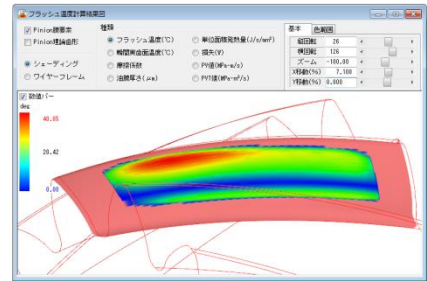 フラッシュ温度計算結果図
Pinion接要素
Pinion理論歯形
シェーディング
ワイヤーフレーム
種類
フラッシュ温度(℃)
瞬間歯面温度(℃)
摩擦係数
油膜厚さ(μm)
単位面積発熱量(J/s/mm²)
損失(W)
PV値(MPa・m/s)
PVT値(MPa・m²/s)
基本 色範囲
縦回転 26
横回転 126
ズーム -100.00
X移動(%) 7.100
Y移動(%) 0.000
数値バー
deg
40.85
20.42
0.00